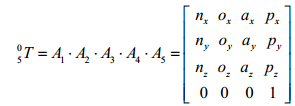 ⁰₅T = A₁ · A₂ · A₃ · A₄ · A₅ =
nₓ oₓ aₓ pₓ
n_y o_y a_y p_y
n_z o_z a_z p_z
0 0 0 1